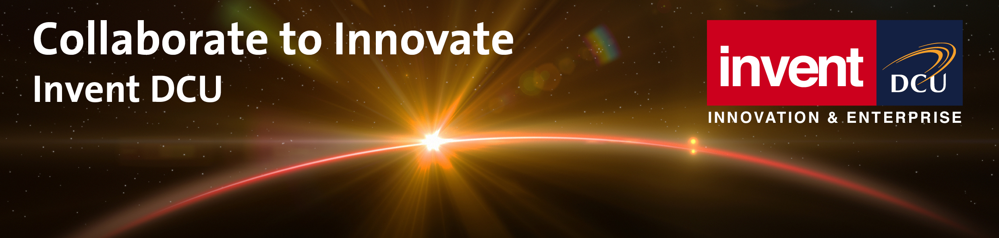 Collaborate to Innovate
Invent DCU
invent
DCU
INNOVATION & ENTERPRISE